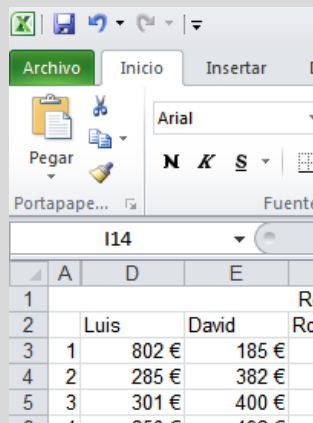 Archivo Inicio Insertar
Pegar Arial
N K S
Portapape... Fuente
I14
A D E
1
2 Luis David
3 1 802 € 185 €
4 2 285 € 382 €
5 3 301 € 400 €